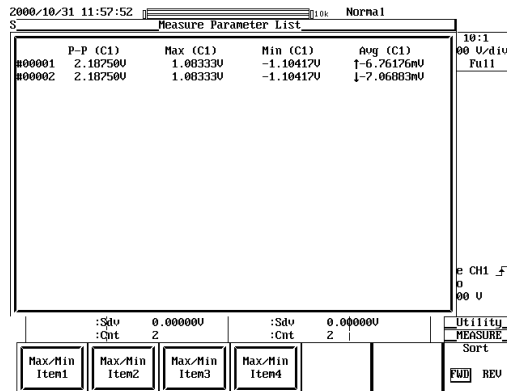 2000/10/31 11:57:52 10k Normal
S Measure Parameter List
10:1
P-P (C1) Max (C1) Min (C1) Avg (C1) 00 V/div
#00001 2.18750V 1.08333V -1.10417V ↑-6.76176mV Full
#00002 2.18750V 1.08333V -1.10417V ↓-7.06883mV
e CH1
o
00 V
:Sdv 0.00000V :Sdv 0.00000V Utility
:Cnt 2 :Cnt 2 MEASURE
Sort
Max/Min Max/Min Max/Min Max/Min
Item1 Item2 Item3 Item4 FWD REV